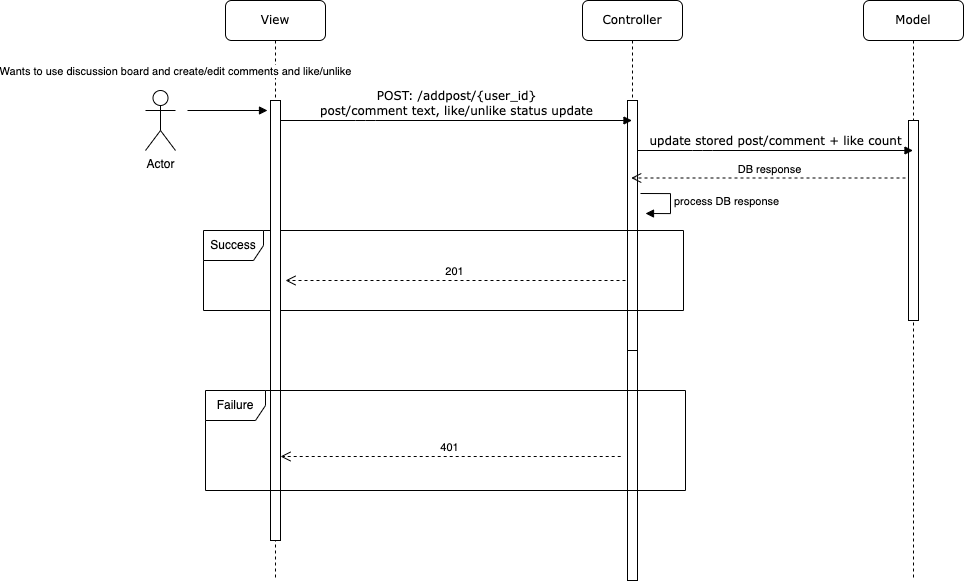 View
Controller
Model
Wants to use discussion board and create/edit comments and like/unlike
POST: /addpost/{user_id}
post/comment text, like/unlike status update
update stored post/comment + like count
Actor
DB response
process DB response
Success
201
Failure
401